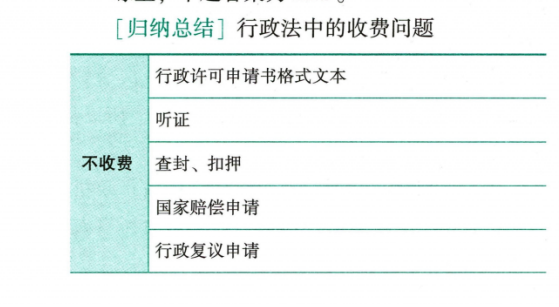 [归纳总结] 行政法中的收费问题
行政许可申请书格式文本
听证
不收费
查封、扣押
国家赔偿申请
行政复议申请